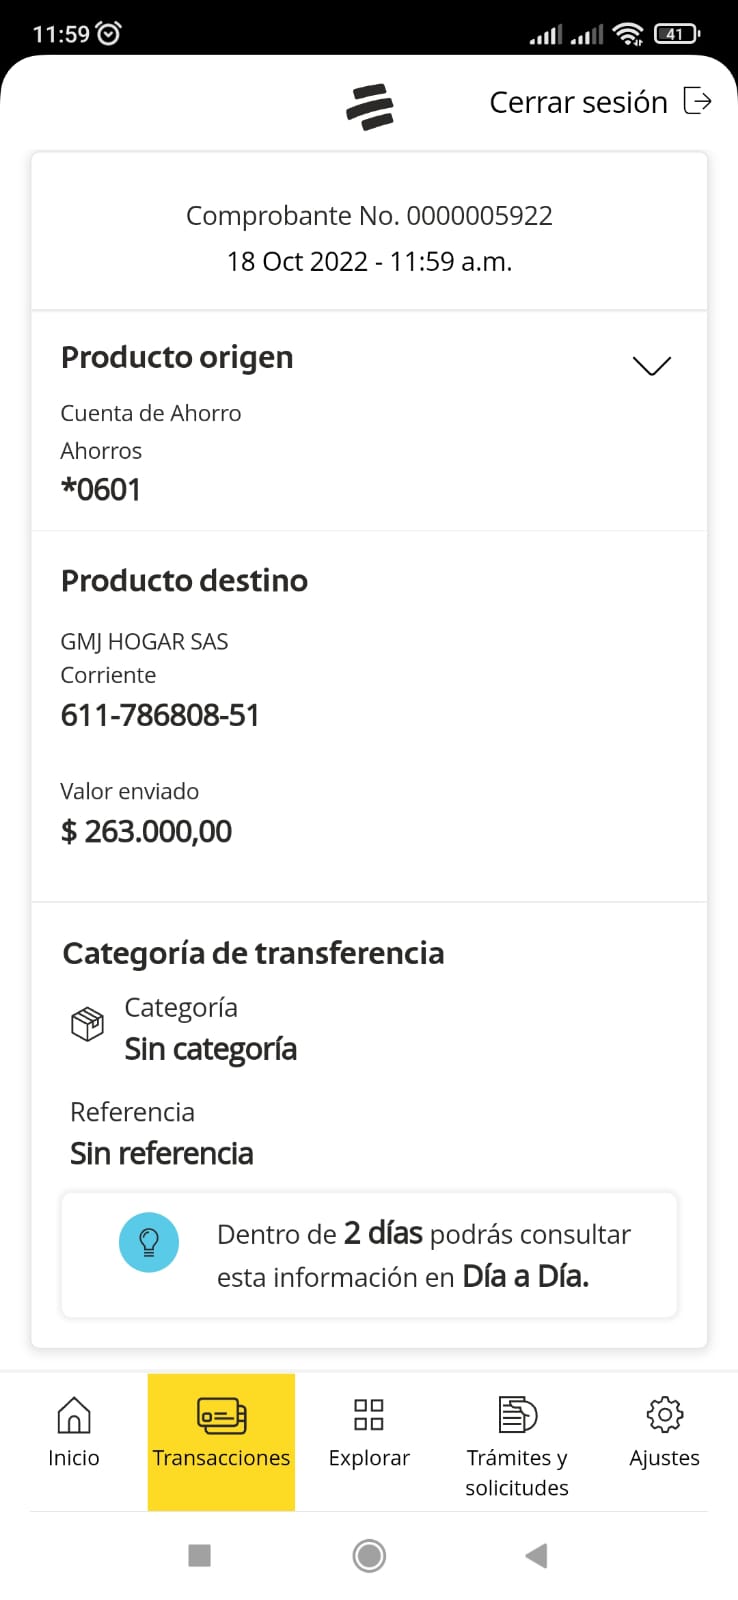 11:59
41
Cerrar sesión
Comprobante No. 0000005922
18 Oct 2022 - 11:59 a.m.
Producto origen
Cuenta de Ahorro
Ahorros
*0601
Producto destino
GMJ HOGAR SAS
Corriente
611-786808-51
Valor enviado
$ 263.000,00
Categoría de transferencia
Categoría
Sin categoría
Referencia
Sin referencia
Dentro de 2 días podrás consultar
esta información en Día a Día.
Inicio
Transacciones
Explorar
Trámites y
solicitudes
Ajustes